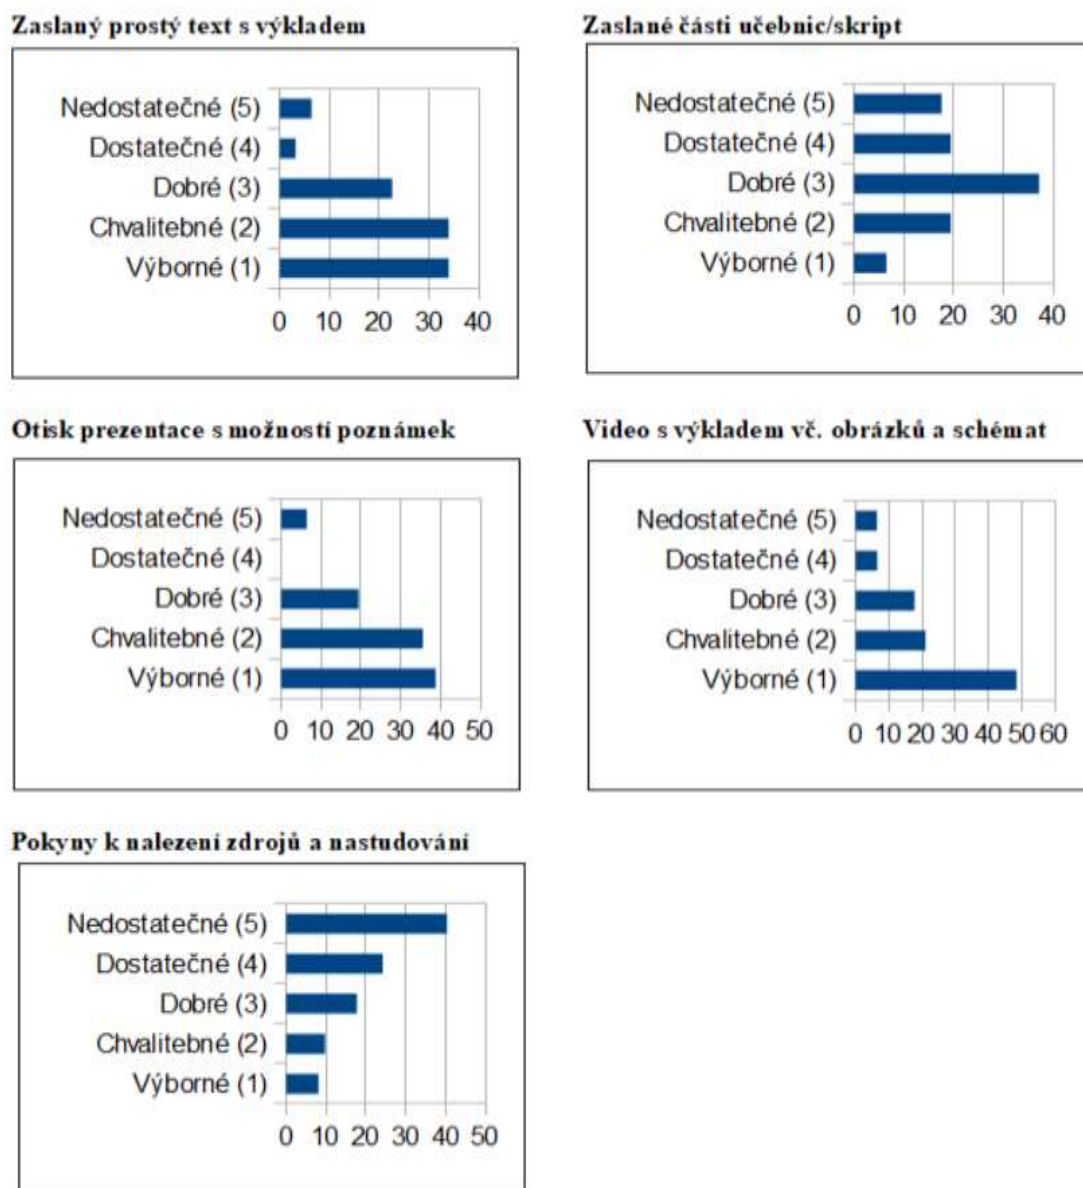 Zaslaný prostý text s výkladem
Nedostatečné (5)
Dostatečné (4)
Dobré (3)
Chvalitebné (2)
Výborné (1)
0 10 20 30 40
Zaslané části učebnic/skript
Nedostatečné (5)
Dostatečné (4)
Dobré (3)
Chvalitebné (2)
Výborné (1)
0 10 20 30 40
Otisk prezentace s možností poznámek
Nedostatečné (5)
Dostatečné (4)
Dobré (3)
Chvalitebné (2)
Výborné (1)
0 10 20 30 40 50
Video s výkladem vč. obrázků a schémat
Nedostatečné (5)
Dostatečné (4)
Dobré (3)
Chvalitebné (2)
Výborné (1)
0 10 20 30 40 50 60
Pokyny k nalezení zdrojů a nastudování
Nedostatečné (5)
Dostatečné (4)
Dobré (3)
Chvalitebné (2)
Výborné (1)
0 10 20 30 40 50